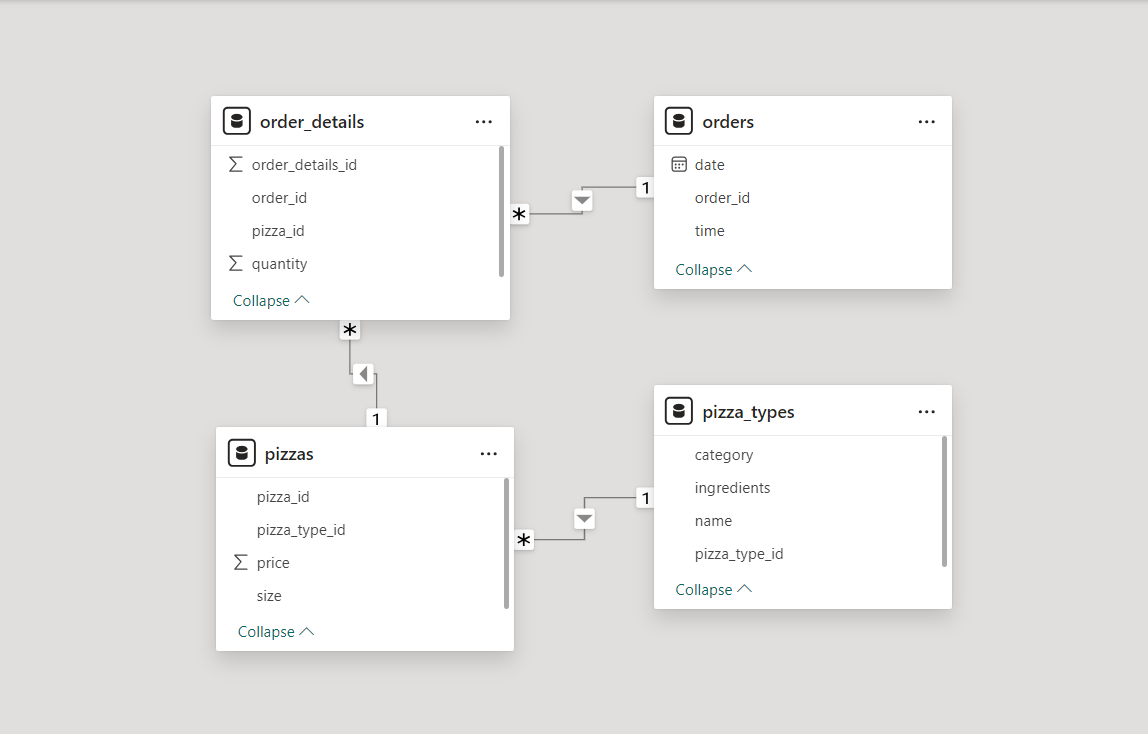 order_details
...
Σ order_details_id
order_id
pizza_id
Σ quantity
Collapse
*
1
orders
...
date
order_id
time
Collapse
*
1
pizzas
...
pizza_id
pizza_type_id
Σ price
size
Collapse
*
1
pizza_types
...
category
ingredients
name
pizza_type_id
Collapse